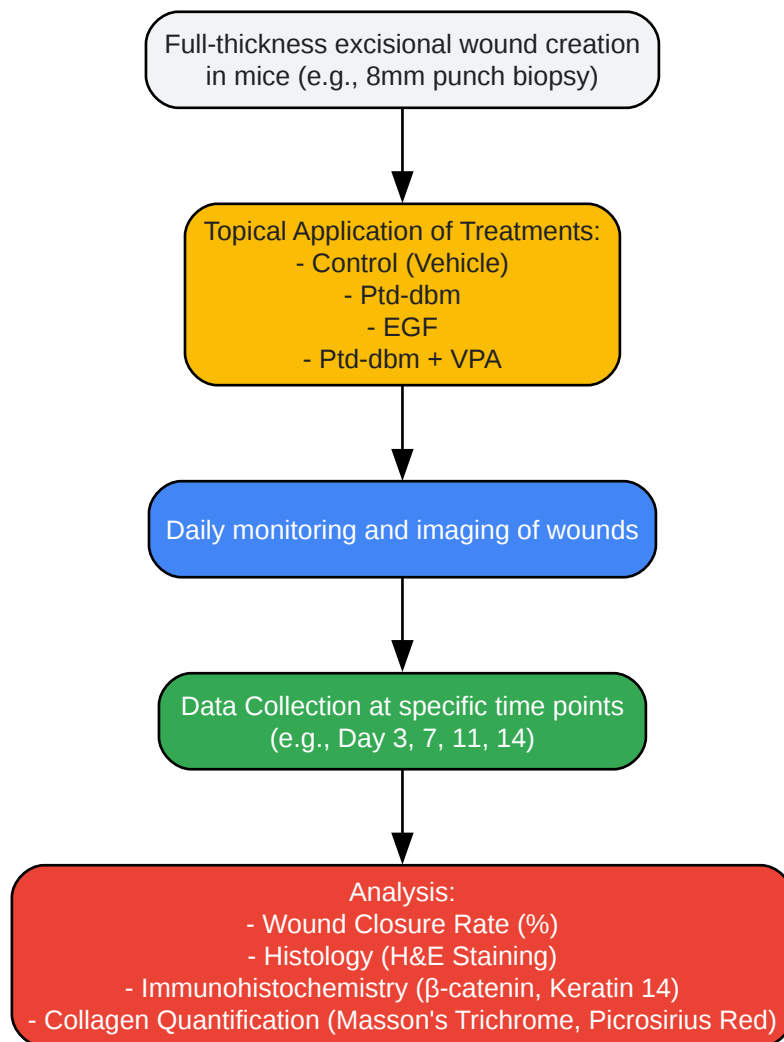 Full-thickness excisional wound creation
in mice (e.g., 8mm punch biopsy)
Topical Application of Treatments:
- Control (Vehicle)
- Ptd-dbm
- EGF
- Ptd-dbm + VPA
Daily monitoring and imaging of wounds
Data Collection at specific time points
(e.g., Day 3, 7, 11, 14)
Analysis:
- Wound Closure Rate (%)
- Histology (H&E Staining)
- Immunohistochemistry (β-catenin, Keratin 14)
- Collagen Quantification (Masson's Trichrome, Picrosirius Red)